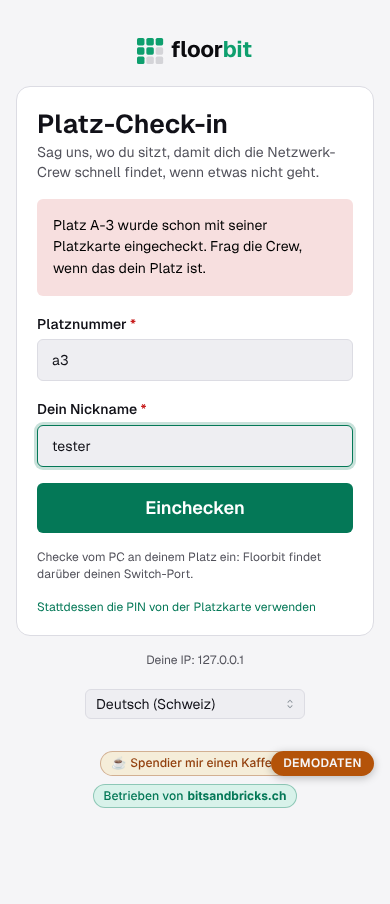 floorbit
Platz-Check-in
Sag uns, wo du sitzt, damit dich die Netzwerk-
Crew schnell findet, wenn etwas nicht geht.
Platz A-3 wurde schon mit seiner
Platzkarte eingecheckt. Frag die Crew,
wenn das dein Platz ist.
Platznummer *
a3
Dein Nickname *
tester
Einchecken
Checke vom PC an deinem Platz ein: Floorbit findet
darüber deinen Switch-Port.
Stattdessen die PIN von der Platzkarte verwenden
Deine IP: 127.0.0.1
Deutsch (Schweiz)
☕ Spendier mir einen Kaffe
DEMODATEN
Betrieben von bitsandbricks.ch